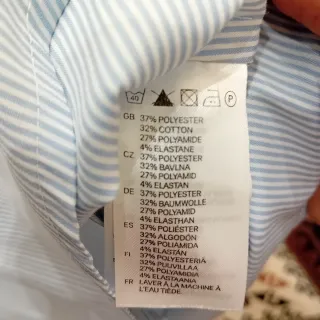 40
P
GB 37% POLYESTER
32% COTTON
27% POLYAMIDE
4% ELASTANE
CZ 37% POLYESTER
32% BAVLNA
27% POLYAMID
4% ELASTAN
DE 37% POLYESTER
32% BAUMWOLLE
27% POLYAMID
4% ELASTHAN
ES 37% POLIÉSTER
32% ALGODÓN
27% POLIAMIDA
4% ELASTANO
FI 37% POLYESTERIÄ
32% PUUVILLAA
27% POLYAMIDIA
4% ELASTAANIA
FR LAVER À LA MACHINE À
L'EAU TIÈDE.